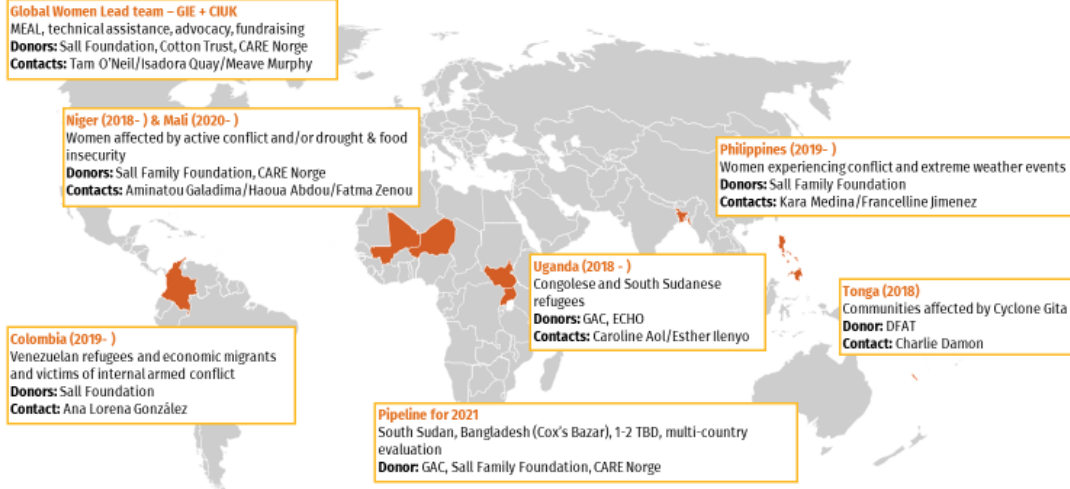 Global Women Lead team – GIE + CIUK
MEAL, technical assistance, advocacy, fundraising
Donors: Sall Foundation, Cotton Trust, CARE Norge
Contacts: Tam O'Neil/Isadora Quay/Meave Murphy
Niger (2018- ) & Mali (2020- )
Women affected by active conflict and/or drought & food
insecurity
Donors: Sall Family Foundation, CARE Norge
Contacts: Aminatou Galadima/Haoua Abdou/Fatma Zenou
Philippines (2019- )
Women experiencing conflict and extreme weather events
Donors: Sall Family Foundation
Contacts: Kara Medina/Francelline Jimenez
Uganda (2018 - )
Congolese and South Sudanese
refugees
Donors: GAC, ECHO
Contacts: Caroline Aol/Esther Ilenyo
Tonga (2018)
Communities affected by Cyclone Gita
Donor: DFAT
Contact: Charlie Damon
Colombia (2019- )
Venezuelan refugees and economic migrants
and victims of internal armed conflict
Donors: Sall Foundation
Contact: Ana Lorena González
Pipeline for 2021
South Sudan, Bangladesh (Cox's Bazar), 1-2 TBD, multi-country
evaluation
Donor: GAC, Sall Family Foundation, CARE Norge